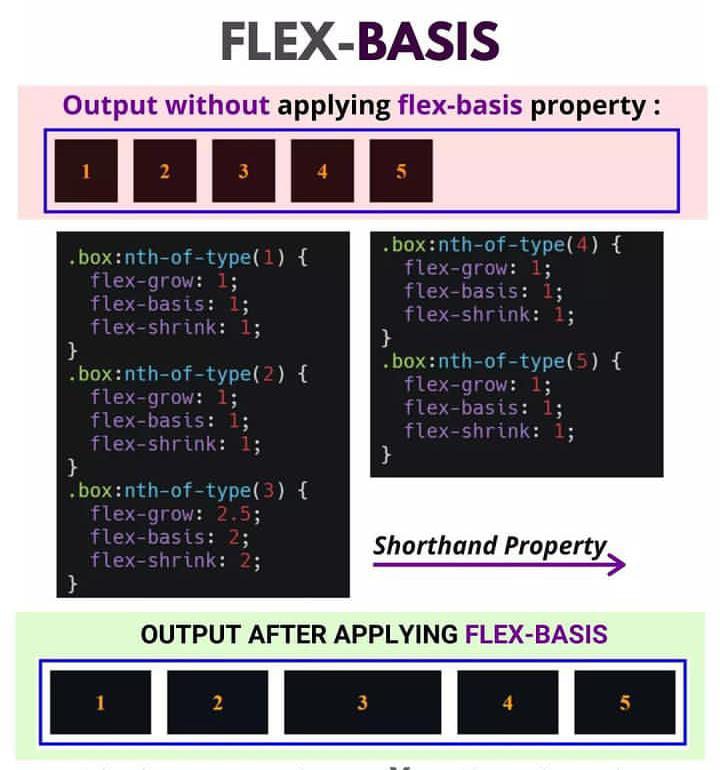 FLEX-BASIS
Output without applying flex-basis property :
1 2 3 4 5
.box:nth-of-type(1) {
  flex-grow: 1;
  flex-basis: 1;
  flex-shrink: 1;
}
.box:nth-of-type(2) {
  flex-grow: 1;
  flex-basis: 1;
  flex-shrink: 1;
}
.box:nth-of-type(3) {
  flex-grow: 2.5;
  flex-basis: 2;
  flex-shrink: 2;
}
.box:nth-of-type(4) {
  flex-grow: 1;
  flex-basis: 1;
  flex-shrink: 1;
}
.box:nth-of-type(5) {
  flex-grow: 1;
  flex-basis: 1;
  flex-shrink: 1;
}
Shorthand Property
OUTPUT AFTER APPLYING FLEX-BASIS
1 2 3 4 5